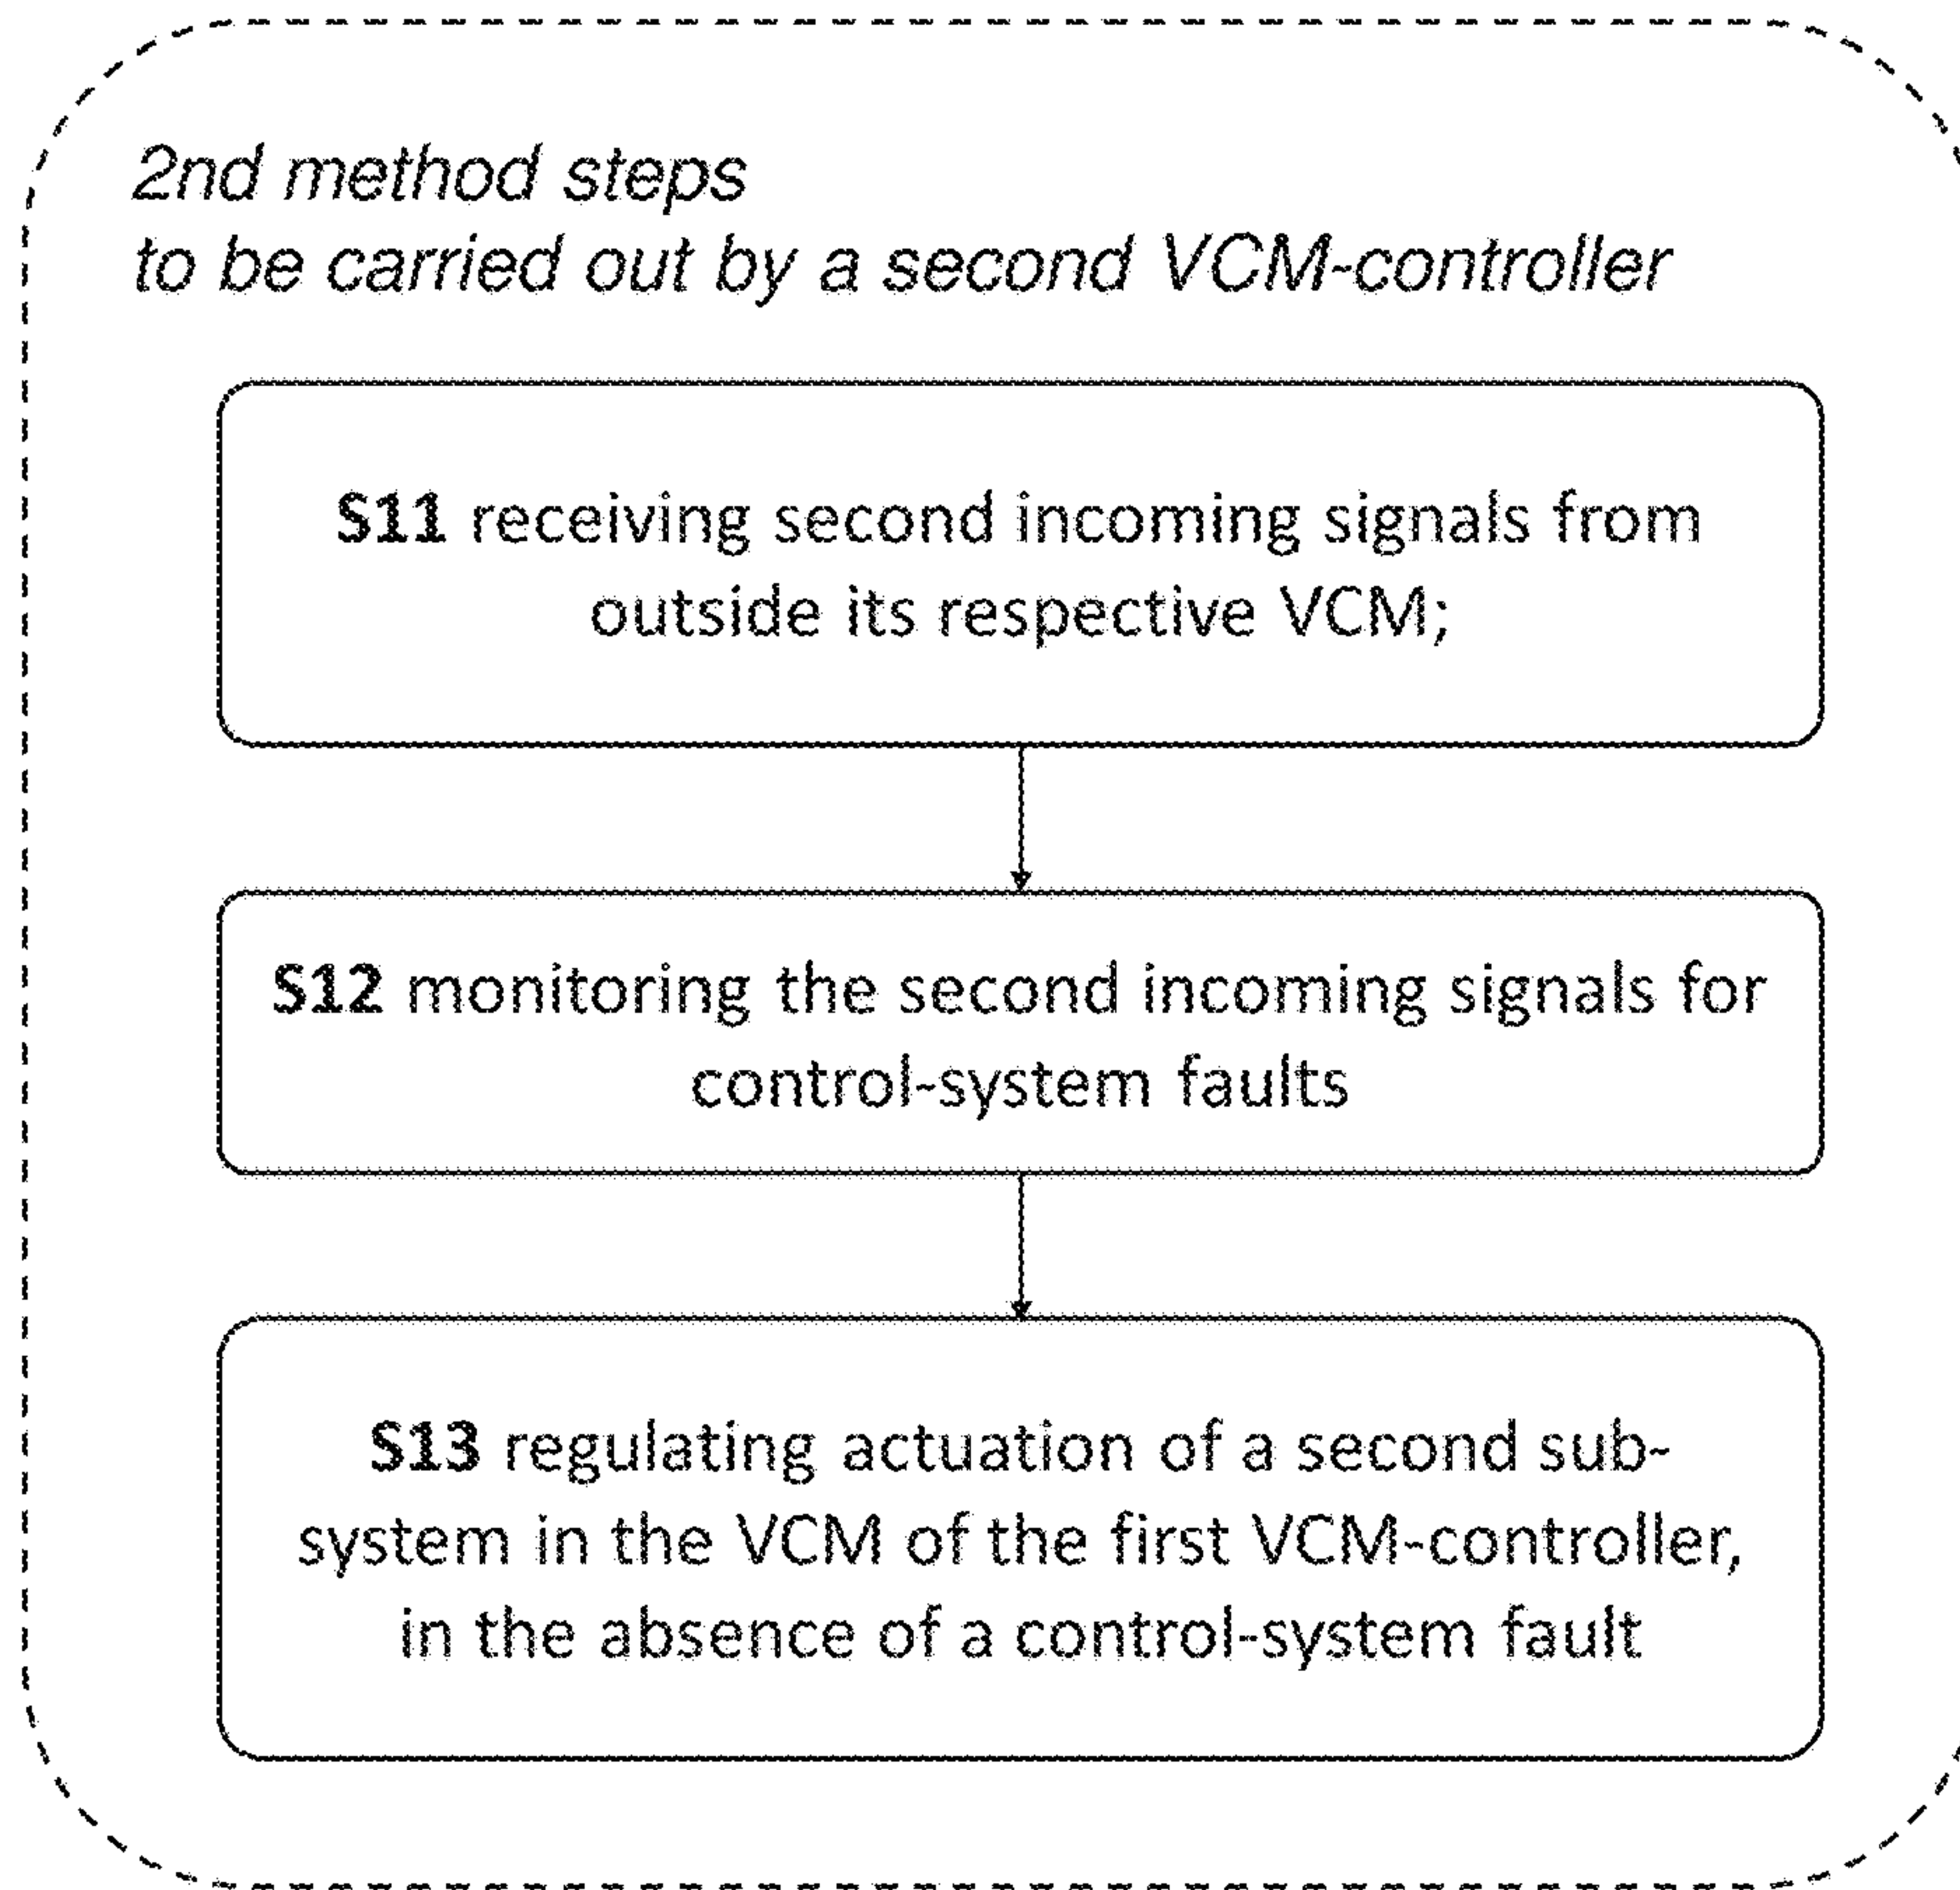 2nd method steps
to be carried out by a second VCM-controller
S11 receiving second incoming signals from
outside its respective VCM;
S12 monitoring the second incoming signals for
control-system faults
S13 regulating actuation of a second sub-
system in the VCM of the first VCM-controller,
in the absence of a control-system fault